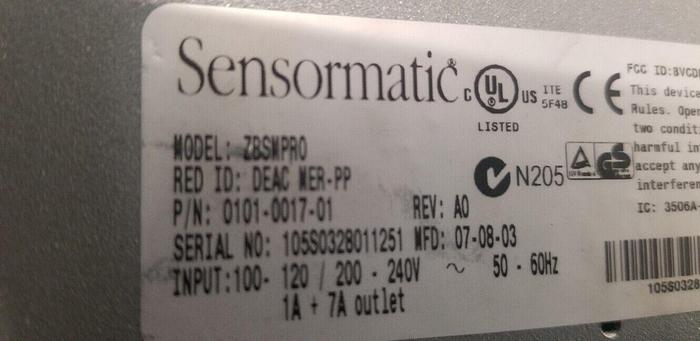 Sensormatic
C UL US ITE 5F48
LISTED
FCC ID: BVCD
This device
Rules. Oper
two condit
harmful in
accept any
interferen
IC: 3506A-
N205
MODEL: ZBSMPRO
RED ID: DEAC MER-PP
P/N: 0101-0017-01 REV: A0
SERIAL NO: 105S0328011251 MFD: 07-08-03
INPUT:100- 120 / 200 - 240V ~ 50 - 60Hz
1A + 7A outlet
105S0328